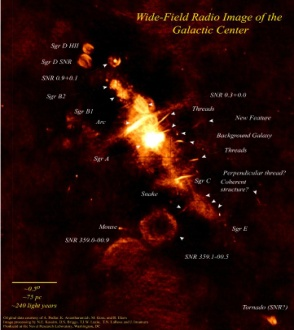 Wide-Field Radio Image of the
Galactic Center
Sgr D HII
Sgr D SNR
SNR 0.9+0.1
Sgr B2
Sgr B1
Arc
SNR 0.3+0.0
Threads
New Feature
Background Galaxy
Threads
Sgr A
Perpendicular thread?
Sgr C
Coherent
structure?
Snake
Mouse
Sgr E
SNR 359.0-00.9
SNR 359.1-00.5
~0.5°
~75 pc
~240 light years
Tornado (SNR?)